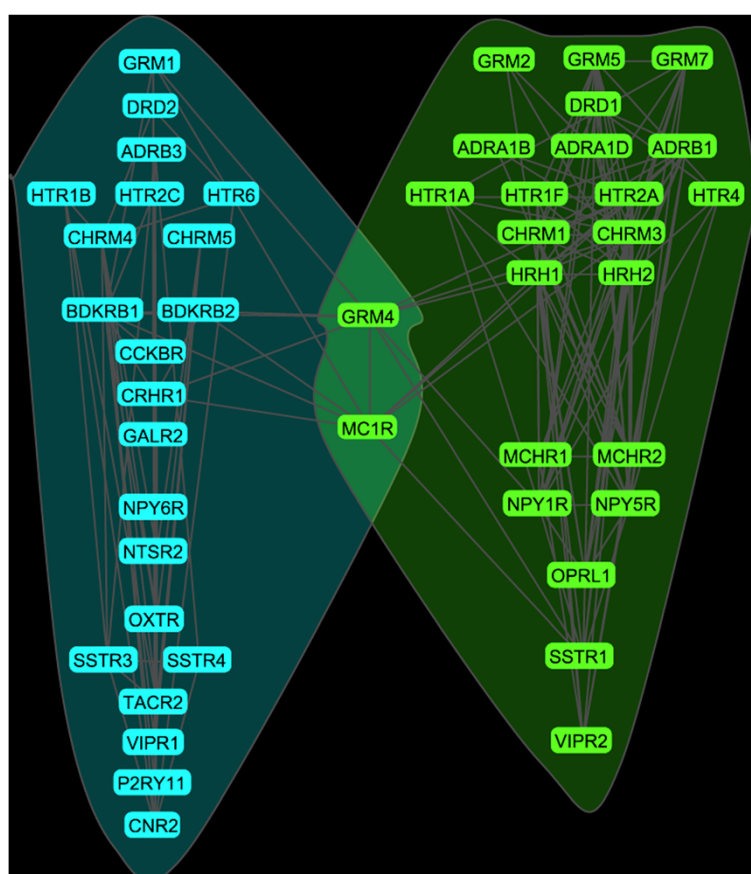 GRM1
DRD2
ADRB3
HTR1B HTR2C HTR6
CHRM4 CHRM5
BDKRB1 BDKRB2
CCKBR
CRHR1
GALR2
NPY6R
NTSR2
OXTR
SSTR3 SSTR4
TACR2
VIPR1
P2RY11
CNR2
GRM4
MC1R
GRM2 GRM5 GRM7
DRD1
ADRA1B ADRA1D ADRB1
HTR1A HTR1F HTR2A HTR4
CHRM1 CHRM3
HRH1 HRH2
MCHR1 MCHR2
NPY1R NPY5R
OPRL1
SSTR1
VIPR2